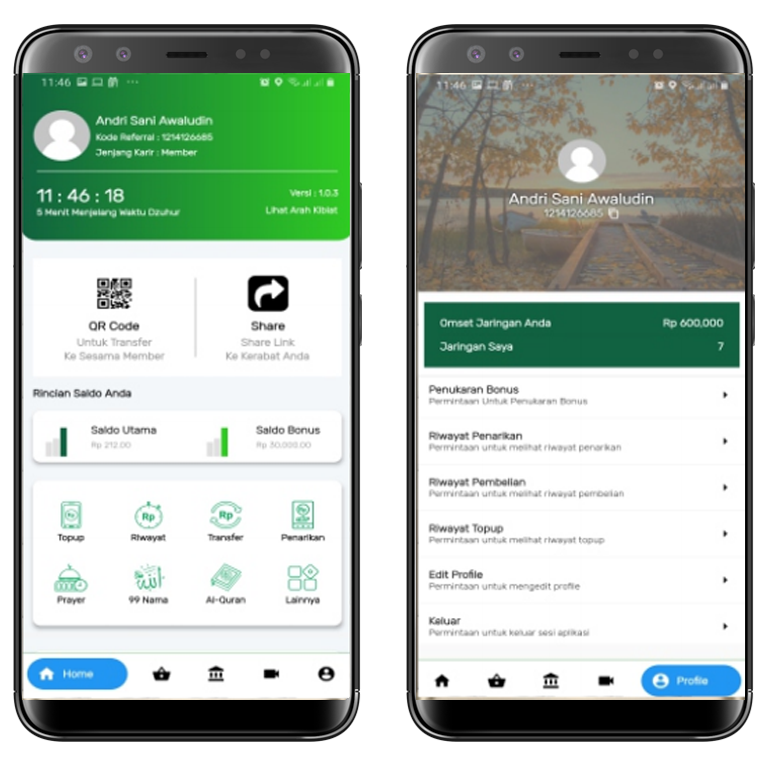 11:46
Andri Sani Awaludin
Kode Referral : 1214126685
Jenjang Karir : Member
11 : 46 : 18
Versi : 1.0.3
5 Menit Menjelang Waktu Dzuhur
Lihat Arah Kiblat
QR Code
Untuk Transfer
Ke Sesama Member
Share
Share Link
Ke Kerabat Anda
Rincian Saldo Anda
Saldo Utama
Rp 212.00
Saldo Bonus
Rp 30,000.00
Rp
Rp
Topup
Riwayat
Transfer
Penarikan
الله
Prayer
99 Nama
Al-Quran
Lainnya
Home
11:46
Andri Sani Awaludin
1214126685
Omset Jaringan Anda
Rp 600,000
Jaringan Saya
7
Penukaran Bonus
Permintaan Untuk Penukaran Bonus
Riwayat Penarikan
Permintaan untuk melihat riwayat penarikan
Riwayat Pembelian
Permintaan untuk melihat riwayat pembelian
Riwayat Topup
Permintaan untuk melihat riwayat topup
Edit Profile
Permintaan untuk mengedit profile
Keluar
Permintaan untuk keluar sesi aplikasi
Profile